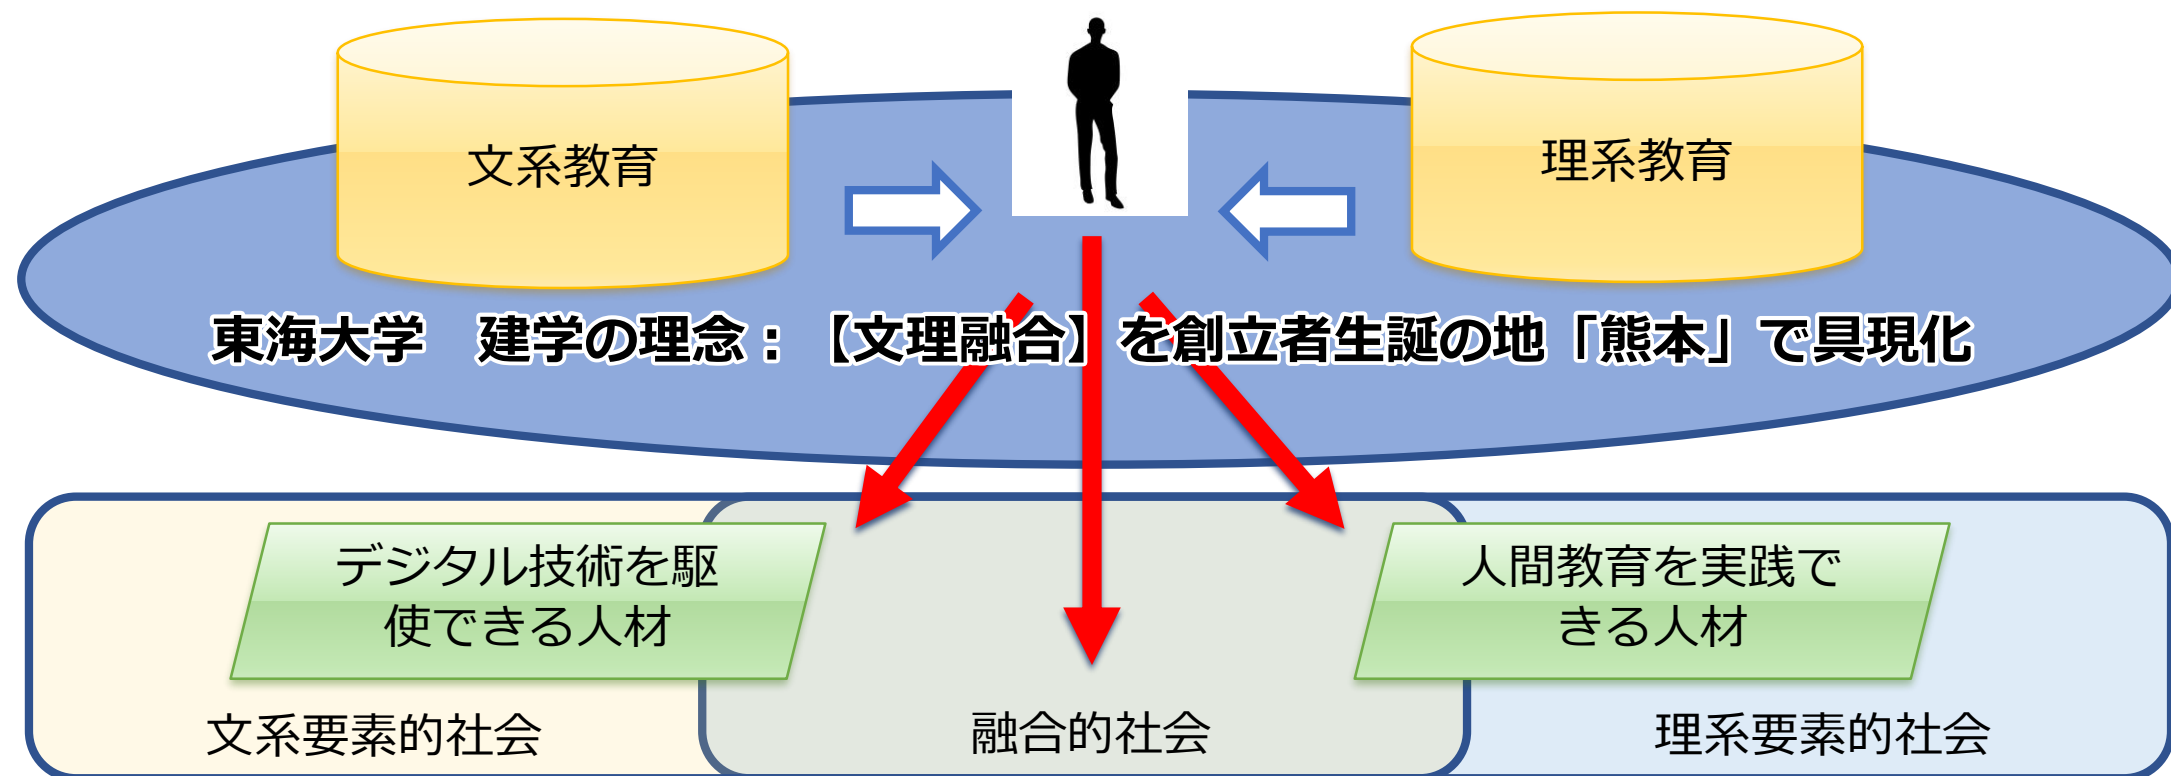 文系教育
理系教育
東海大学　建学の理念：【文理融合】を創立者生誕の地「熊本」で具現化
デジタル技術を駆
使できる人材
人間教育を実践で
きる人材
文系要素的社会
融合的社会
理系要素的社会